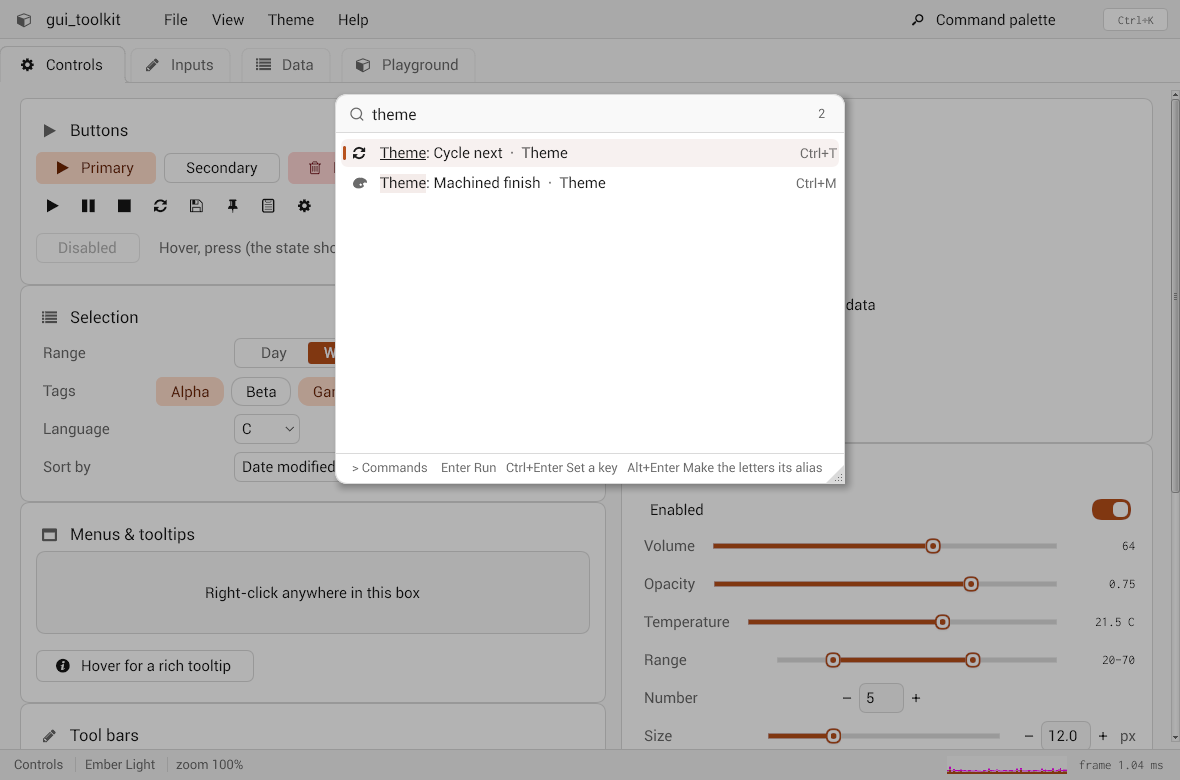 gui_toolkit File View Theme Help Command palette Ctrl+K
Controls Inputs Data Playground
theme 2
Theme: Cycle next · Theme Ctrl+T
Theme: Machined finish · Theme Ctrl+M
> Commands Enter Run Ctrl+Enter Set a key Alt+Enter Make the letters its alias
Buttons
Primary Secondary
Disabled Hover, press (the state
data
Selection
Range Day
Tags Alpha Beta
Language C
Sort by Date modified
Menus & tooltips
Right-click anywhere in this box
Hover for a rich tooltip
Tool bars
Enabled
Volume 64
Opacity 0.75
Temperature 21.5 C
Range 20–70
Number − 5 +
Size − 12.0 + px
Controls Ember Light zoom 100% frame 1.04 ms